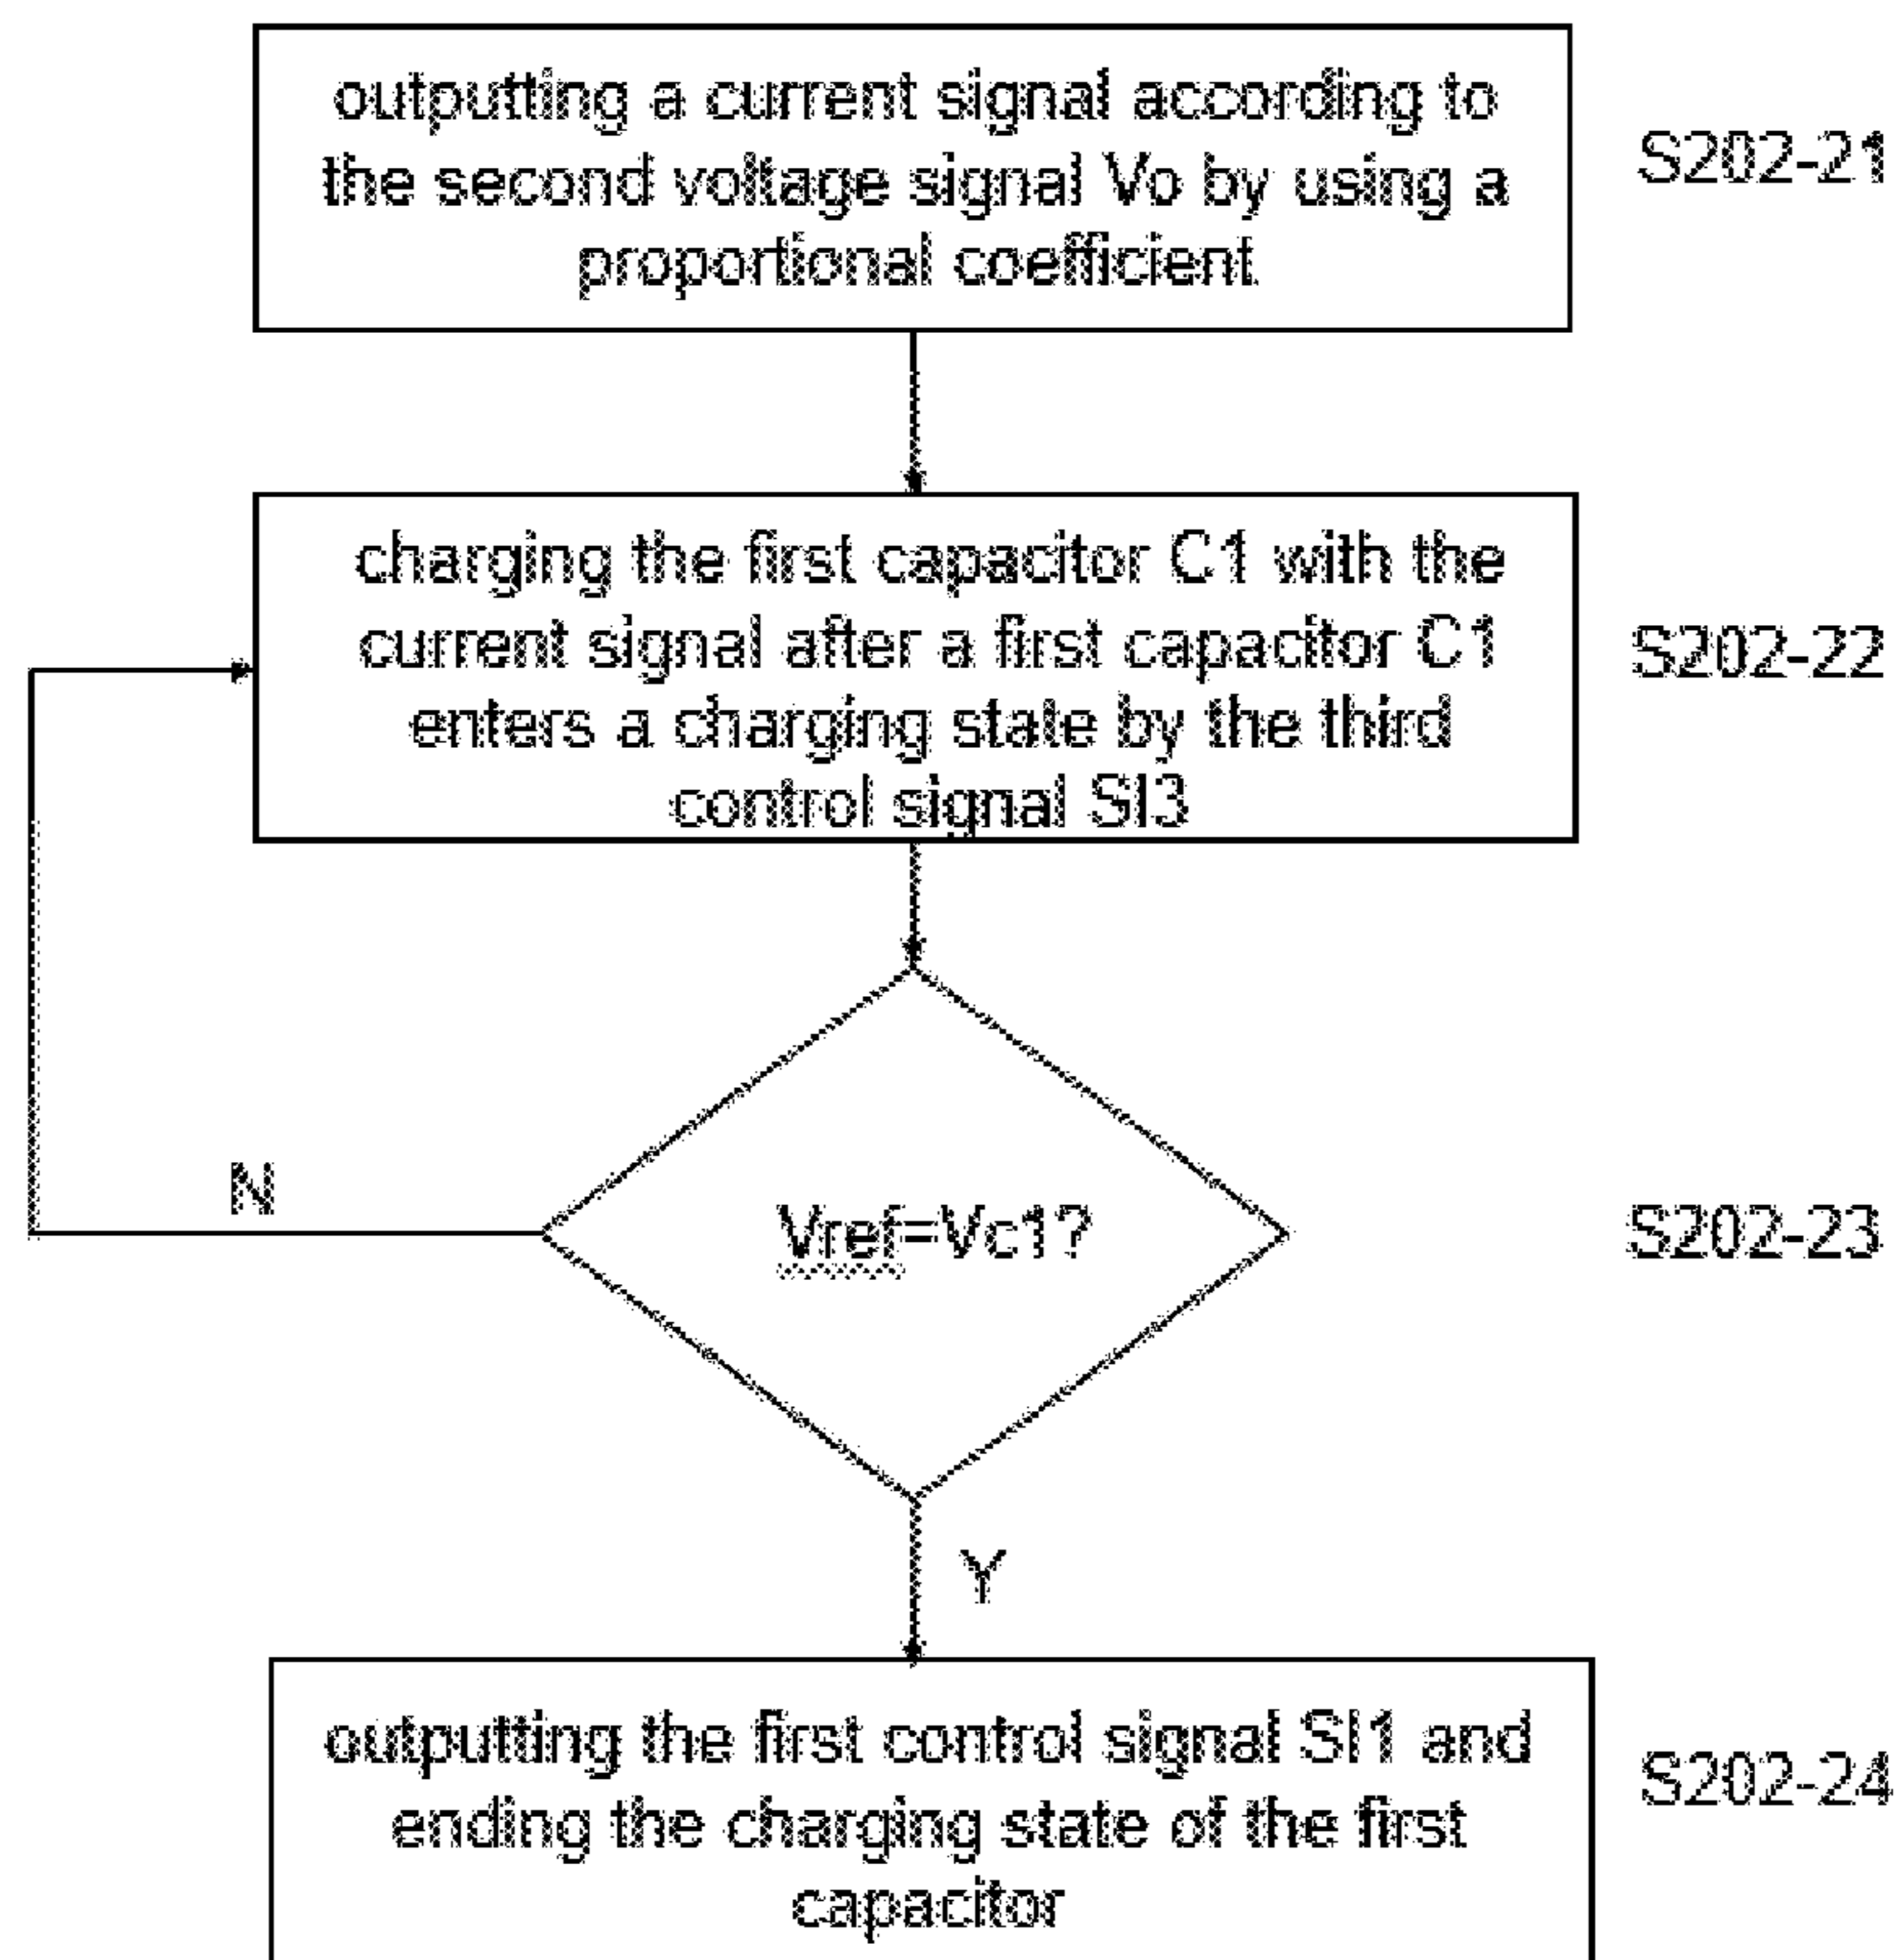 outputting a current signal according to
the second voltage signal Vo by using a
proportional coefficient
S202-21
charging the first capacitor C1 with the
current signal after a first capacitor C1
enters a charging state by the third
control signal SI3
S202-22
N
Vref=Vc1?
S202-23
Y
outputting the first control signal SI1 and
ending the charging state of the first
capacitor
S202-24